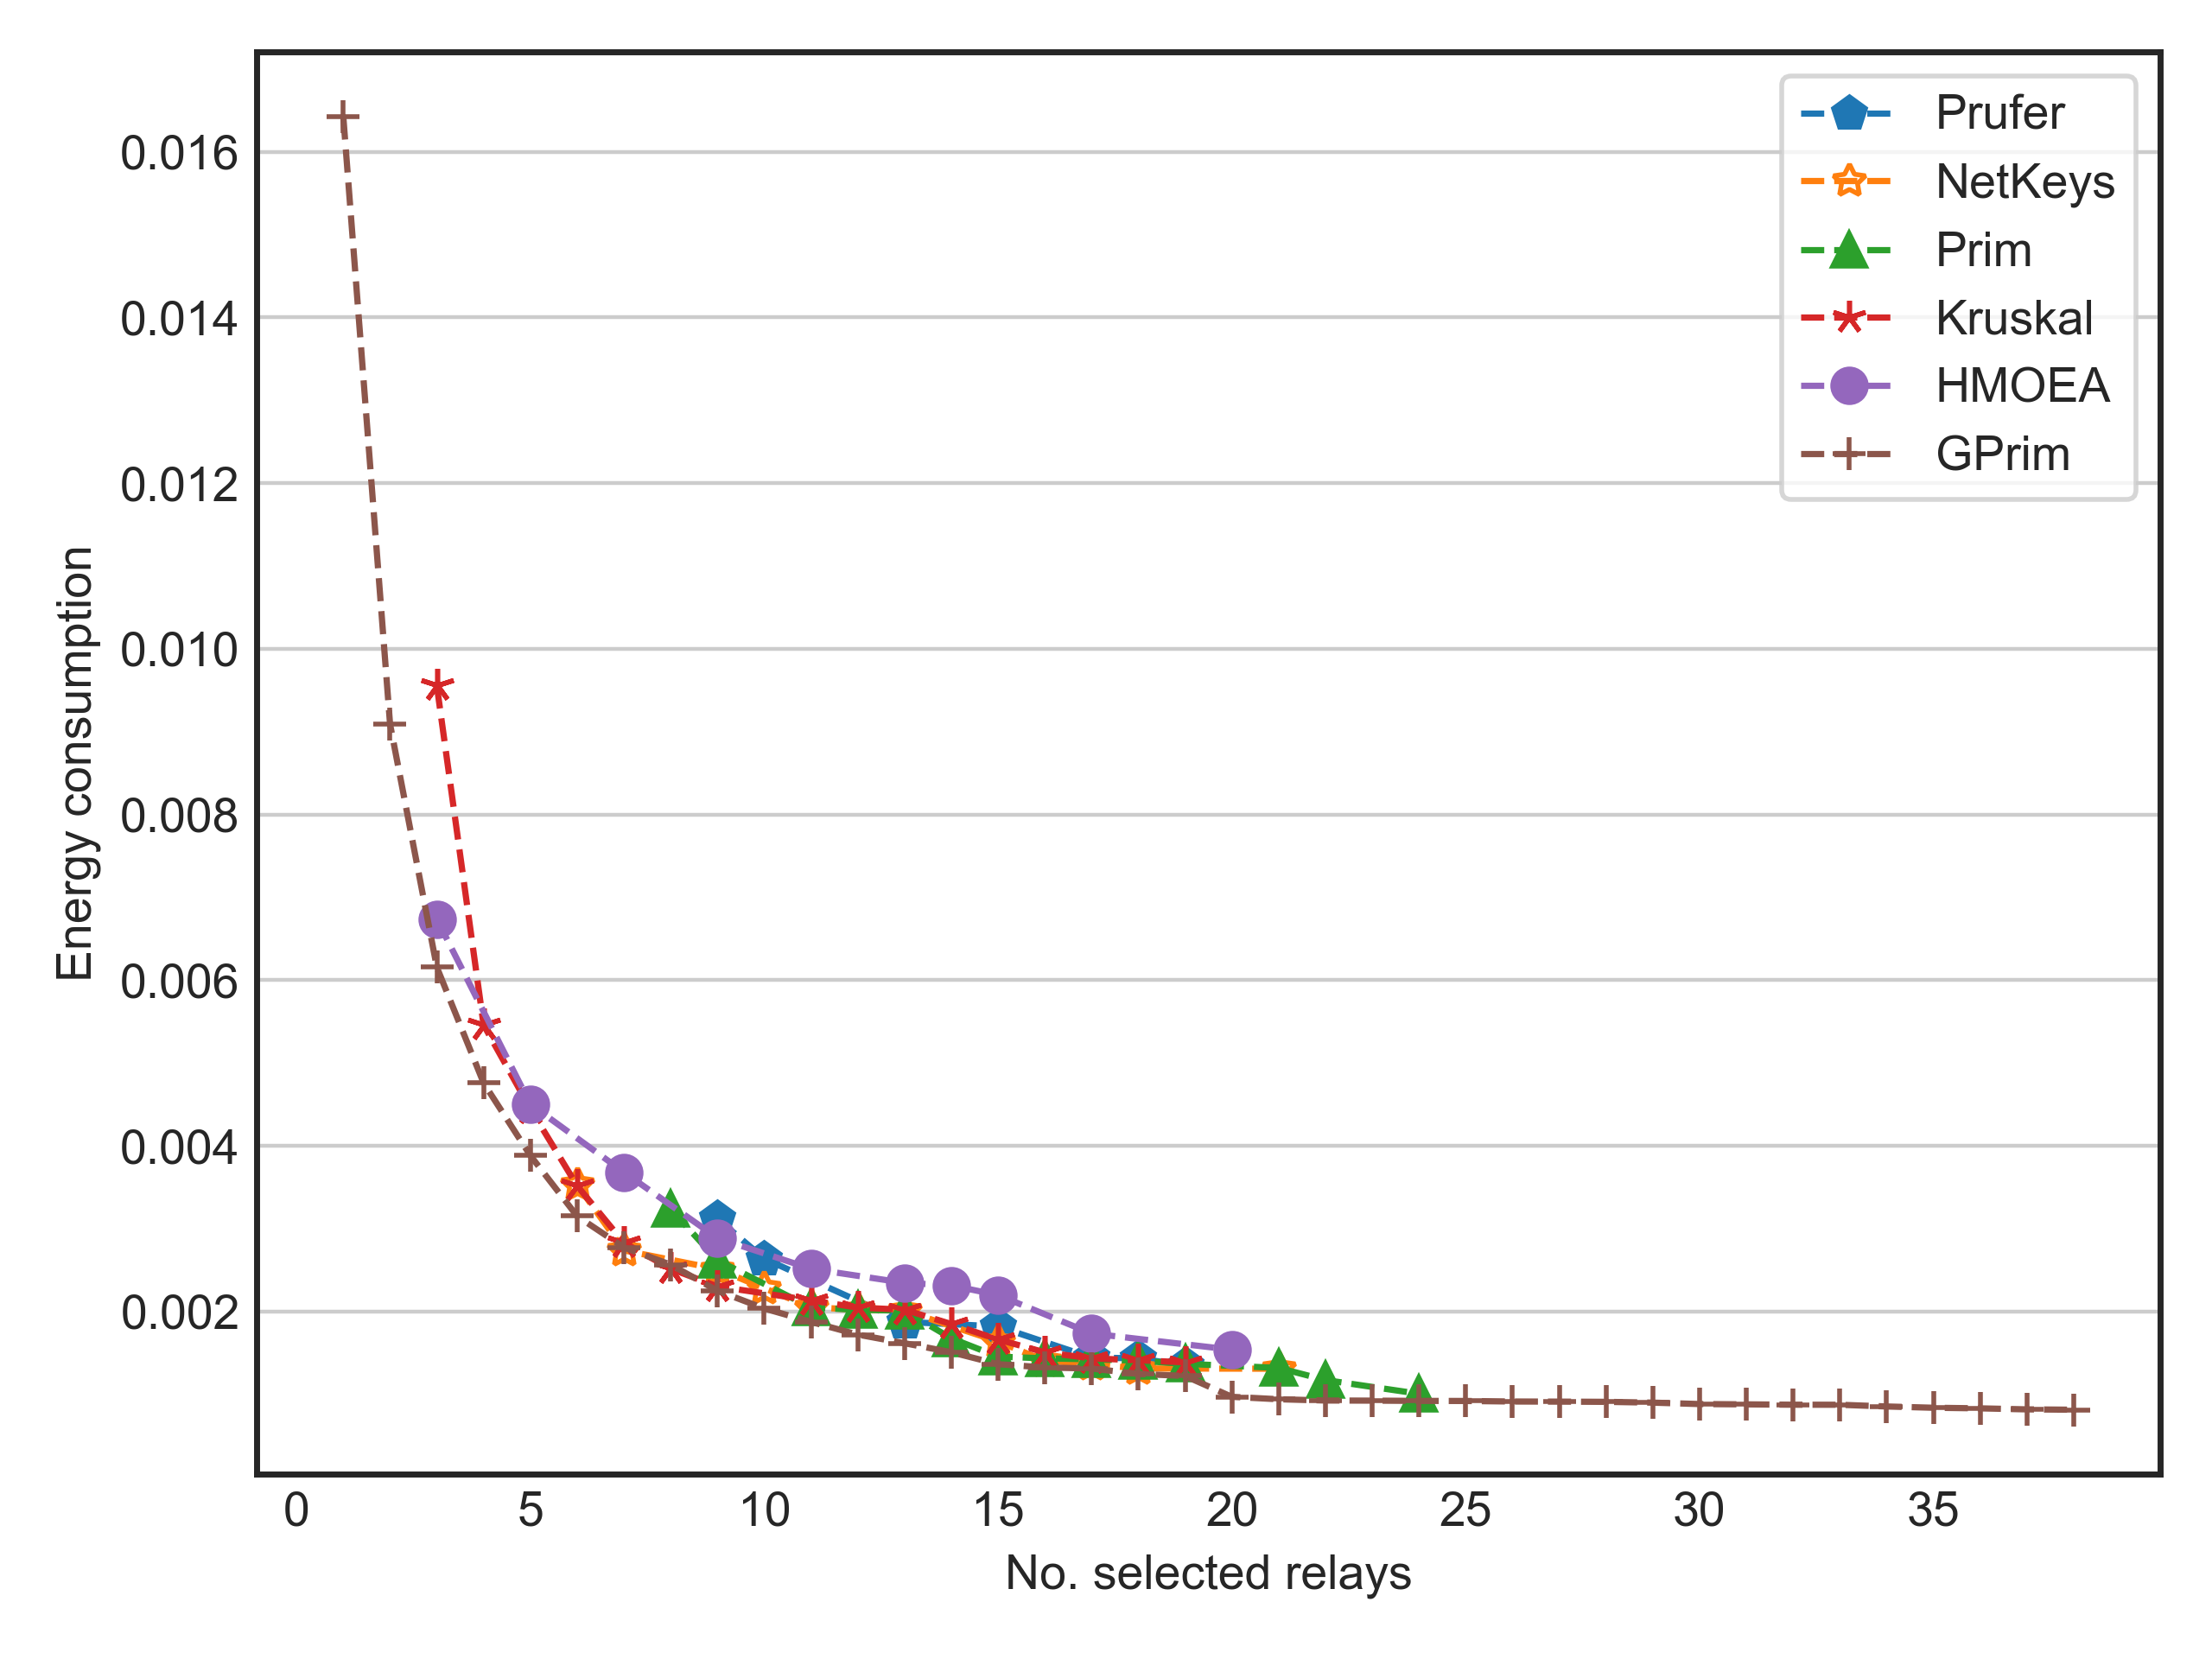 Prufer
NetKeys
Prim
Kruskal
HMOEA
GPrim
0.016
0.014
0.012
0.010
0.008
0.006
0.004
0.002
Energy consumption
0 5 10 15 20 25 30 35
No. selected relays